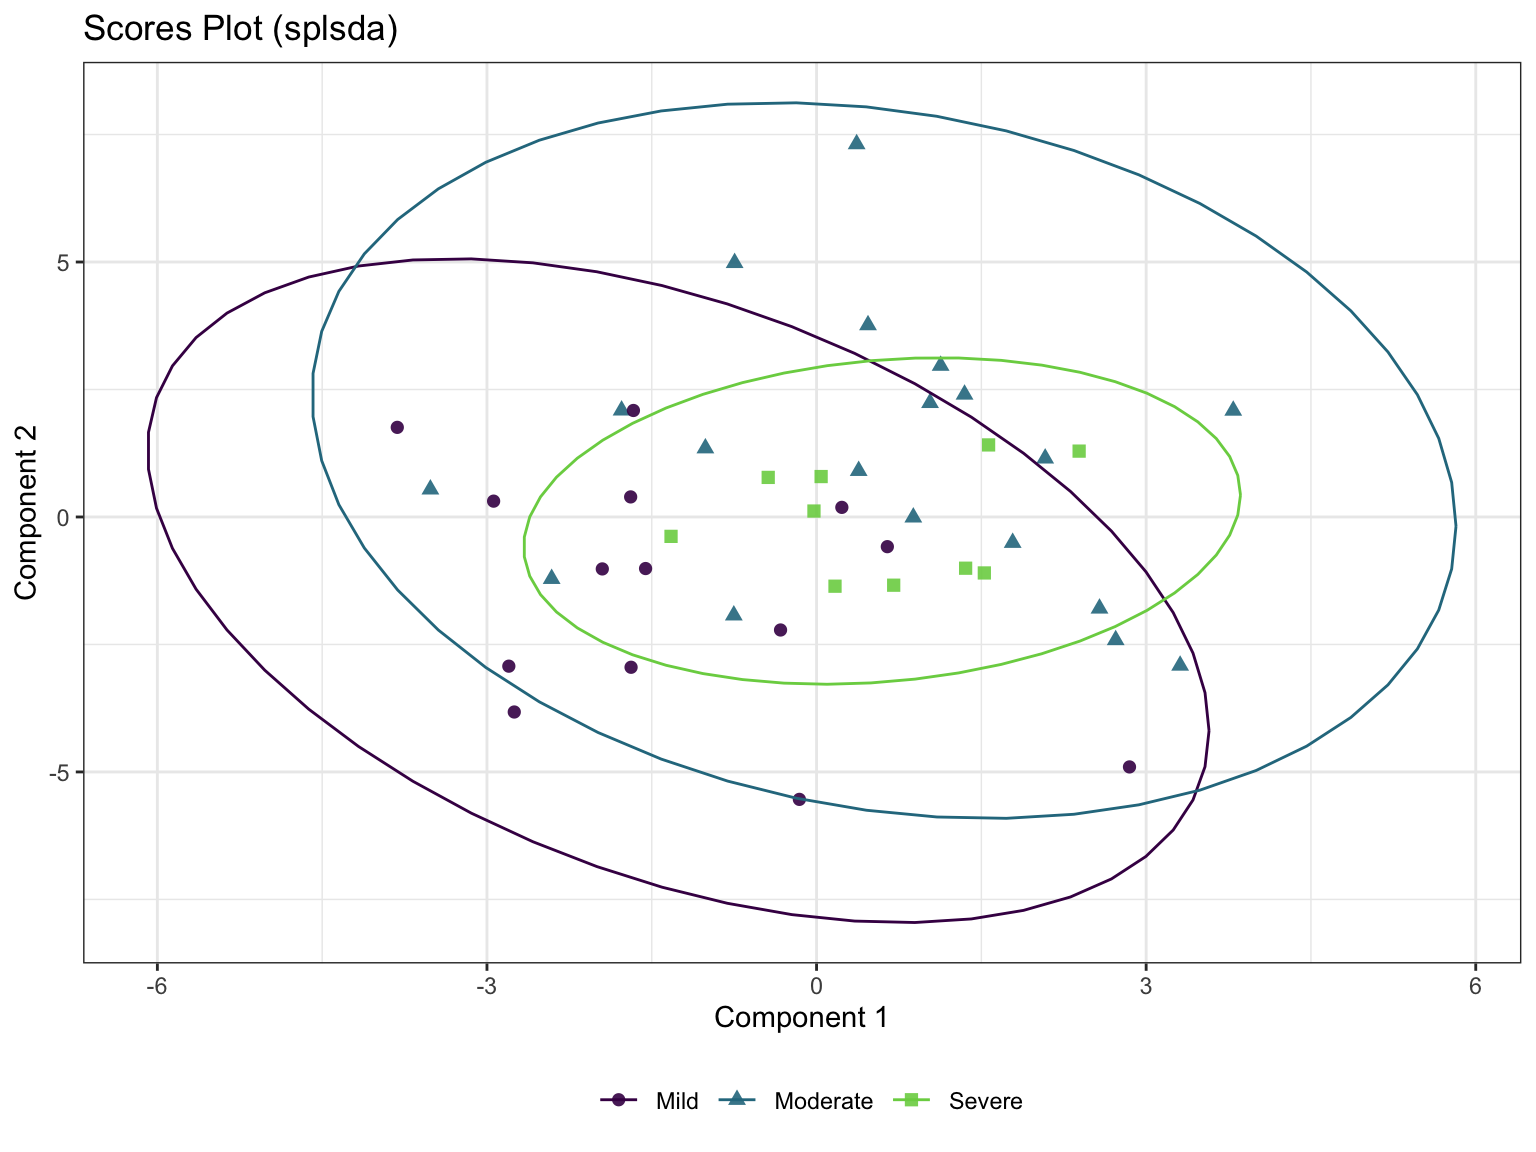 Scores Plot (splsda)
Component 2
5
0
-5
-6 -3 0 3 6
Component 1
Mild Moderate Severe